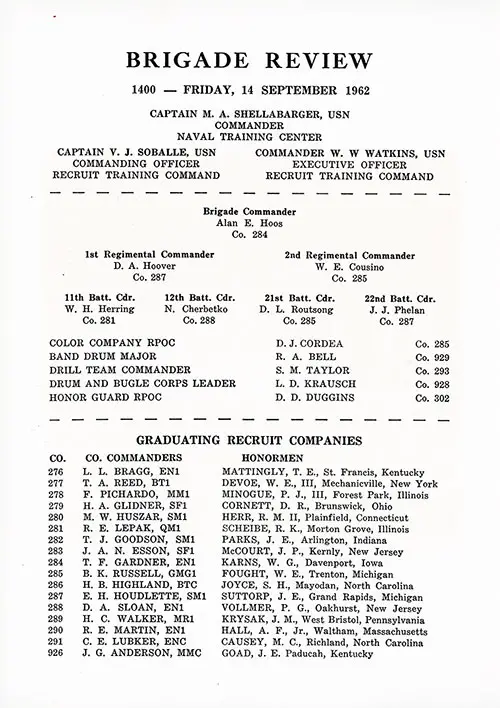 BRIGADE REVIEW
1400 — FRIDAY, 14 SEPTEMBER 1962
CAPTAIN M. A. SHELLABARGER, USN
COMMANDER
NAVAL TRAINING CENTER
CAPTAIN V. J. SOBALLE, USN COMMANDER W. W WATKINS, USN
COMMANDING OFFICER EXECUTIVE OFFICER
RECRUIT TRAINING COMMAND RECRUIT TRAINING COMMAND
Brigade Commander
Alan E. Hoos
Co. 284
1st Regimental Commander 2nd Regimental Commander
D. A. Hoover W. E. Cousino
Co. 287 Co. 285
11th Batt. Cdr. 12th Batt. Cdr. 21st Batt. Cdr. 22nd Batt. Cdr.
W. H. Herring N. Cherbetko D. L. Routsong J. J. Phelan
Co. 281 Co. 288 Co. 285 Co. 287
COLOR COMPANY RPOC D. J. CORDEA Co. 285
BAND DRUM MAJOR R. A. BELL Co. 929
DRILL TEAM COMMANDER S. M. TAYLOR Co. 293
DRUM AND BUGLE CORPS LEADER L. D. KRAUSCH Co. 928
HONOR GUARD RPOC D. D. DUGGINS Co. 302
GRADUATING RECRUIT COMPANIES
CO. CO. COMMANDERS HONORMEN
276 L. L. BRAGG, EN1 MATTINGLY, T. E., St. Francis, Kentucky
277 T. A. REED, BT1 DEVOE, W. E., III, Mechanicville, New York
278 F. PICHARDO, MM1 MINOGUE, P. J., III, Forest Park, Illinois
279 H. A. GLIDNER, SF1 CORNETT, D. R., Brunswick, Ohio
280 M. W. HUSZAR, SM1 HERR, R. M. II, Plainfield, Connecticut
281 R. E. LEPAK, QM1 SCHEIBE, R. K., Morton Grove, Illinois
282 T. J. GOODSON, SM1 PARKS, J. E., Arlington, Indiana
283 J. A. N. ESSON, SF1 McCOURT, J. P., Kernly, New Jersey
284 T. F. GARDNER, EN1 KARNS, W. G., Davenport, Iowa
285 B. K. RUSSELL, GMG1 FOUGHT, W. E., Trenton, Michigan
286 H. B. HIGHLAND, BTC JOYCE, S. H., Mayodan, North Carolina
287 E. H. HOUDLETTE, SM1 SUTTORP, J. E., Grand Rapids, Michigan
288 D. A. SLOAN, EN1 VOLLMER, P. G., Oakhurst, New Jersey
289 H. C. WALKER, MR1 KRYSAK, J. M., West Bristol, Pennsylvania
290 R. E. MARTIN, EN1 HALL, A. F., Jr., Waltham, Massachusetts
291 C. E. LUBKER, ENC CAUSEY, M. C., Richland, North Carolina
926 J. G. ANDERSON, MMC GOAD, J. E. Paducah, Kentucky